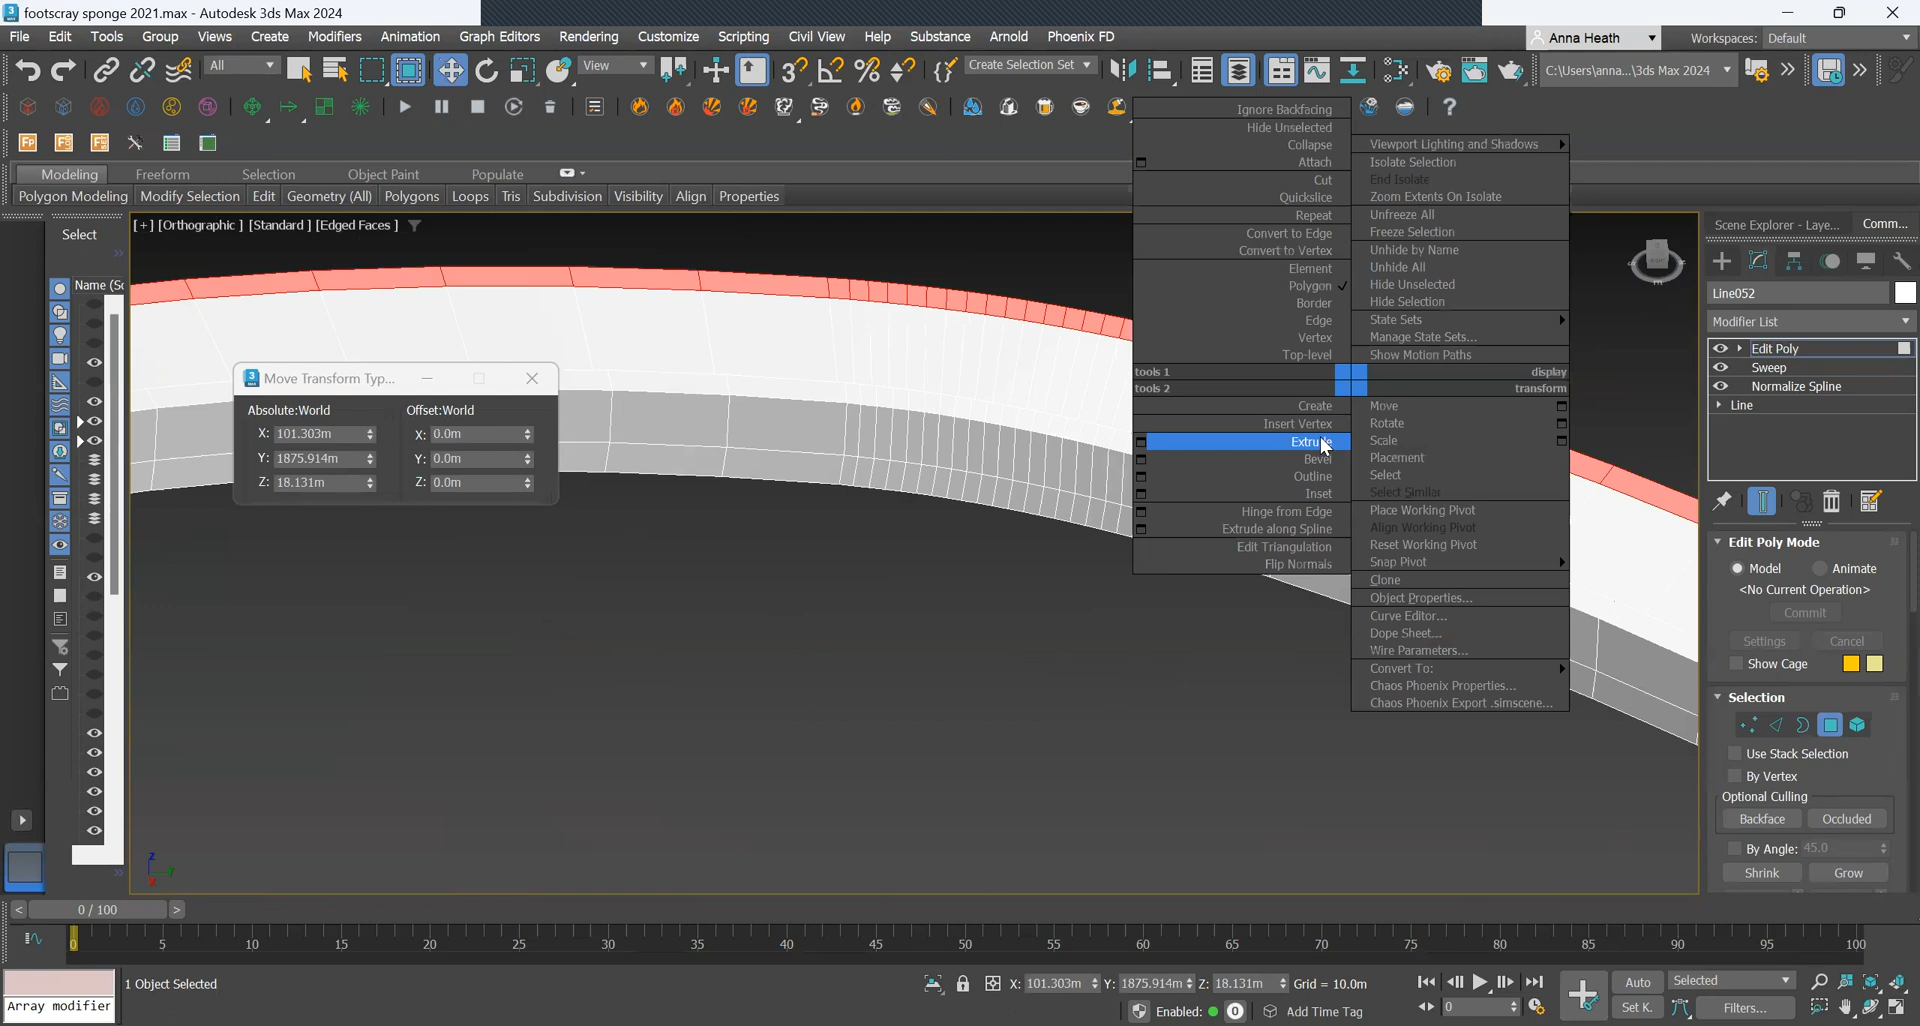 footscray sponge 2021.max - Autodesk 3ds Max 2024
File Edit Tools Group Views Create Modifiers Animation Graph Editors Rendering Customize Scripting Civil View Help Substance Arnold Phoenix FD
Anna Heath
Workspaces: Default
All
View
Create Selection Set
C:\Users\anna...\3ds Max 2024
Modeling Freeform Selection Object Paint Populate
Polygon Modeling Modify Selection Edit Geometry (All) Polygons Loops Tris Subdivision Visibility Align Properties
Select
Name (Sc
[+] [Orthographic ] [Standard ] [Edged Faces ]
Move Transform Typ...
Absolute:World Offset:World
X: 101.303m X: 0.0m
Y: 1875.914m Y: 0.0m
Z: 18.131m Z: 0.0m
Ignore Backfacing
Hide Unselected
Collapse
Attach
Cut
Quickslice
Repeat
Convert to Edge
Convert to Vertex
Element
Polygon
Border
Edge
Vertex
Top-level
tools 1
tools 2
Create
Insert Vertex
Extrude
Bevel
Outline
Inset
Hinge from Edge
Extrude along Spline
Edit Triangulation
Flip Normals
Viewport Lighting and Shadows
Isolate Selection
End Isolate
Zoom Extents On Isolate
Unfreeze All
Freeze Selection
Unhide by Name
Unhide All
Hide Unselected
Hide Selection
State Sets
Manage State Sets...
Show Motion Paths
display
transform
Move
Rotate
Scale
Placement
Select
Select Similar
Place Working Pivot
Align Working Pivot
Reset Working Pivot
Snap Pivot
Clone
Object Properties...
Curve Editor...
Dope Sheet...
Wire Parameters...
Convert To:
Chaos Phoenix Properties...
Chaos Phoenix Export .simscene...
RIGHT
Scene Explorer - Laye... Comm...
Line052
Modifier List
Edit Poly
Sweep
Normalize Spline
Line
Edit Poly Mode
Model Animate
<No Current Operation>
Commit
Settings Cancel
Show Cage
Selection
Use Stack Selection
By Vertex
Optional Culling
Backface Occluded
By Angle: 45.0
Shrink Grow
z
x
0 / 100
0 5 10 15 20 25 30 35 40 45 50 55 60 65 70 75 80 85 90 95 100
Array modifier
1 Object Selected
X: 101.303m Y: 1875.914m Z: 18.131m Grid = 10.0m
Enabled: 0 Add Time Tag
0
Auto Selected
Set K. Filters...